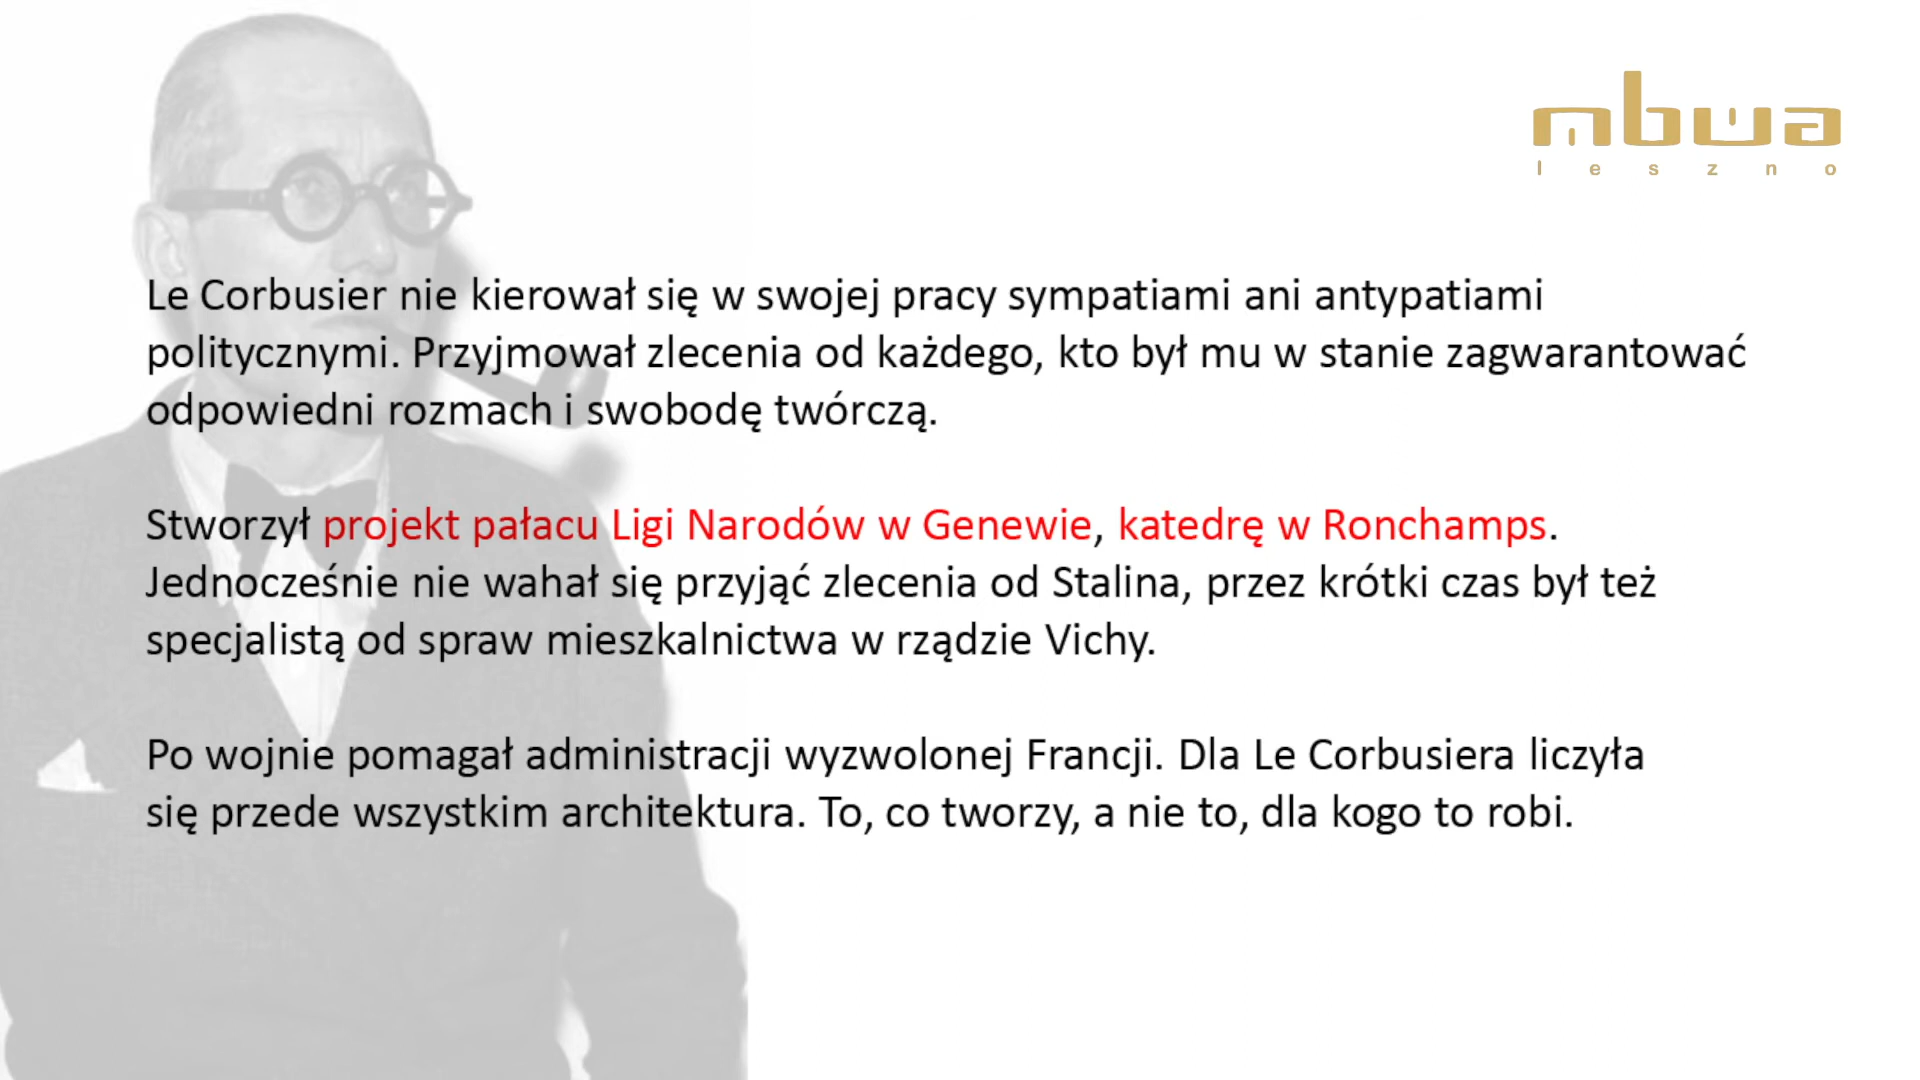 mbwa
leszno
Le Corbusier nie kierował się w swojej pracy sympatiami ani antypatiami
politycznymi. Przyjmował zlecenia od każdego, kto był mu w stanie zagwarantować
odpowiedni rozmach i swobodę twórczą.
Stworzył projekt pałacu Ligi Narodów w Genewie, katedrę w Ronchamps.
Jednocześnie nie wahał się przyjąć zlecenia od Stalina, przez krótki czas był też
specjalistą od spraw mieszkalnictwa w rządzie Vichy.
Po wojnie pomagał administracji wyzwolonej Francji. Dla Le Corbusiera liczyła
się przede wszystkim architektura. To, co tworzy, a nie to, dla kogo to robi.